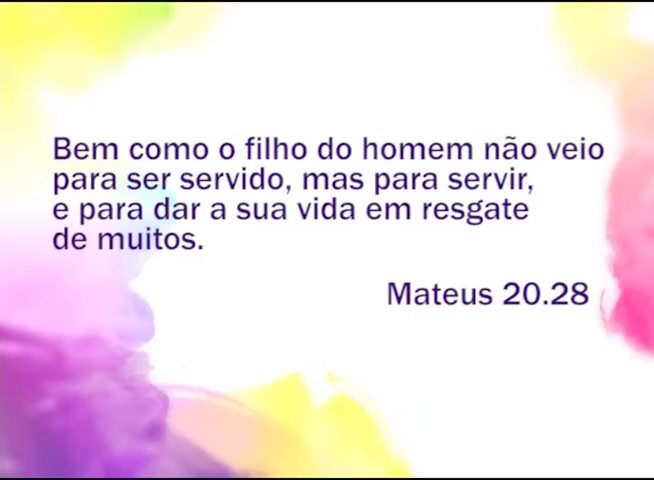 Bem como o filho do homem não veio
para ser servido, mas para servir,
e para dar a sua vida em resgate
de muitos.
Mateus 20.28